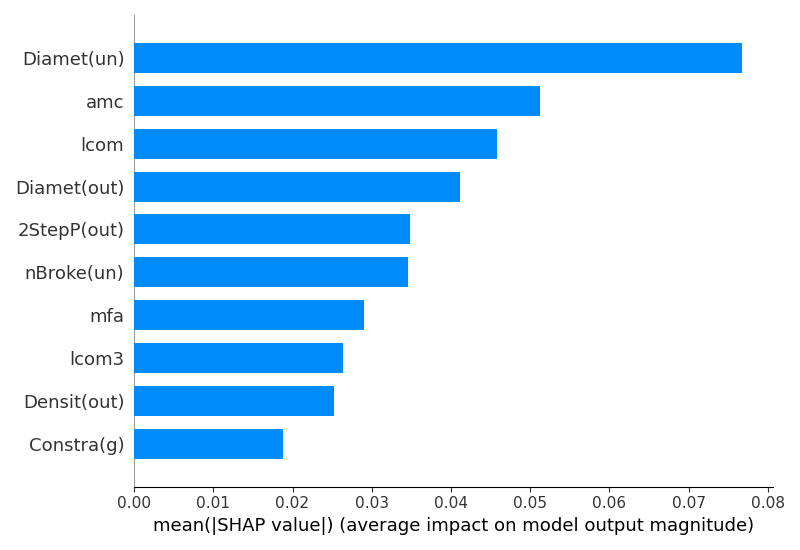 Diamet(un)
amc
lcom
Diamet(out)
2StepP(out)
nBroke(un)
mfa
lcom3
Densit(out)
Constra(g)
0.00 0.01 0.02 0.03 0.04 0.05 0.06 0.07 0.08
mean(|SHAP value|) (average impact on model output magnitude)